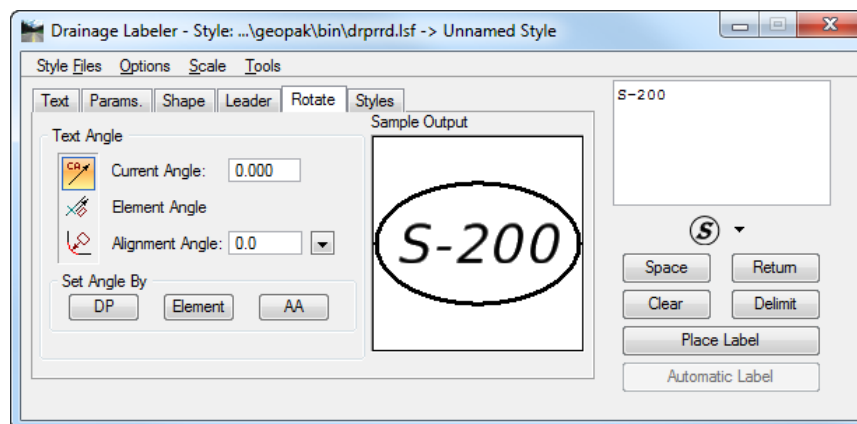 Drainage Labeler - Style: ...\geopak\bin\drprrd.lsf -> Unnamed Style
Style Files Options Scale Tools
Text Params. Shape Leader Rotate Styles
Text Angle
CA
Current Angle: 0.000
Element Angle
Alignment Angle: 0.0
Set Angle By
DP Element AA
Sample Output
S-200
S-200
S
Space Return
Clear Delimit
Place Label
Automatic Label